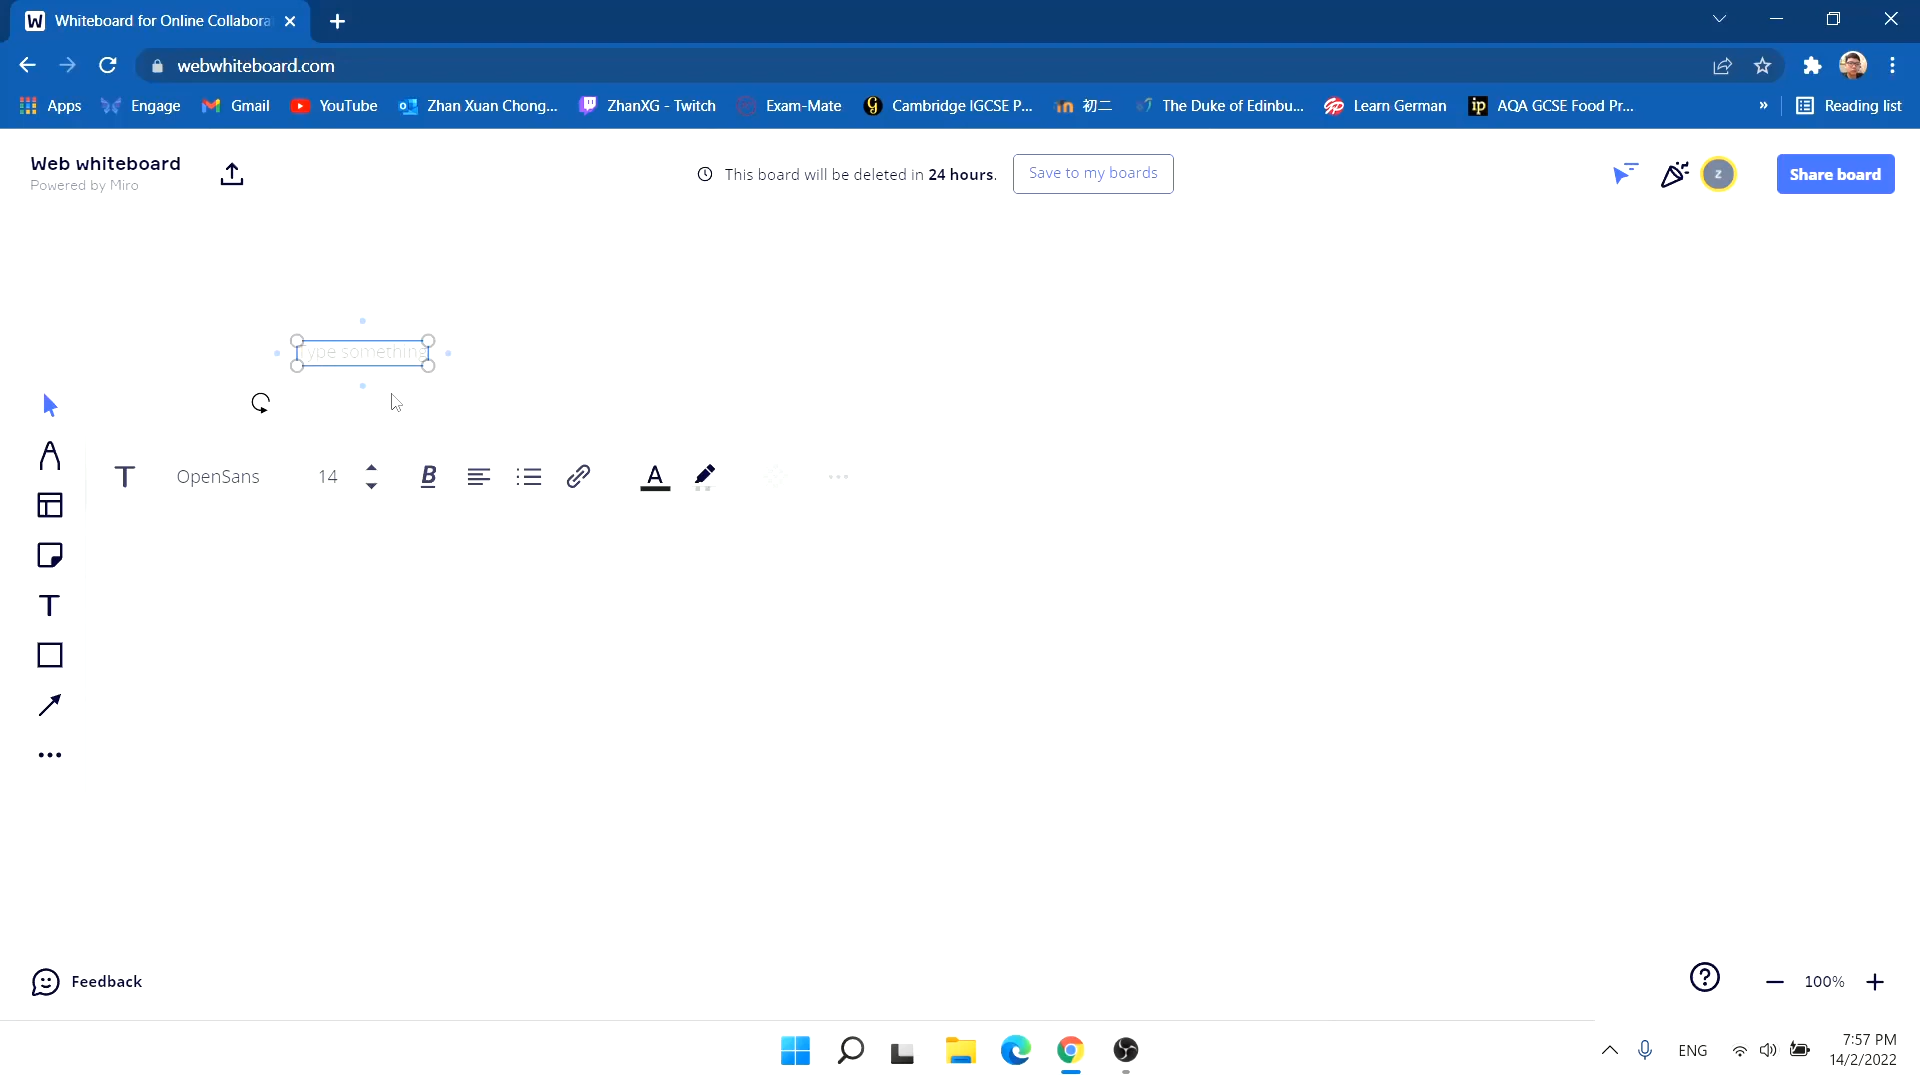 Whiteboard for Online Collabora
webwhiteboard.com
Apps Engage Gmail YouTube Zhan Xuan Chong... ZhanXG - Twitch Exam-Mate Cambridge IGCSE P... 初二 The Duke of Edinbu... Learn German AQA GCSE Food Pr... » Reading list
Web whiteboard
Powered by Miro
This board will be deleted in 24 hours.
Save to my boards
Z
Share board
Type something
OpenSans 14 B A
T
Feedback
100%
ENG
7:57 PM
14/2/2022